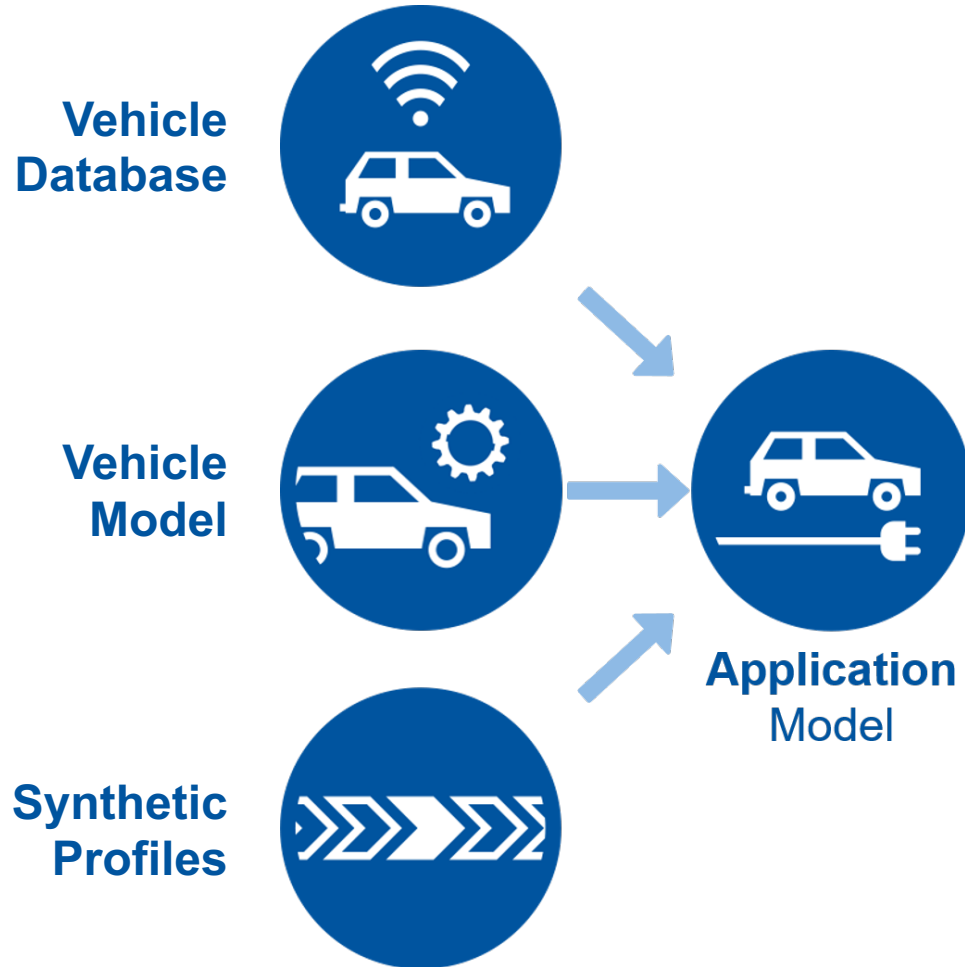 Vehicle
Database
Vehicle
Model
Application
Model
Synthetic
Profiles